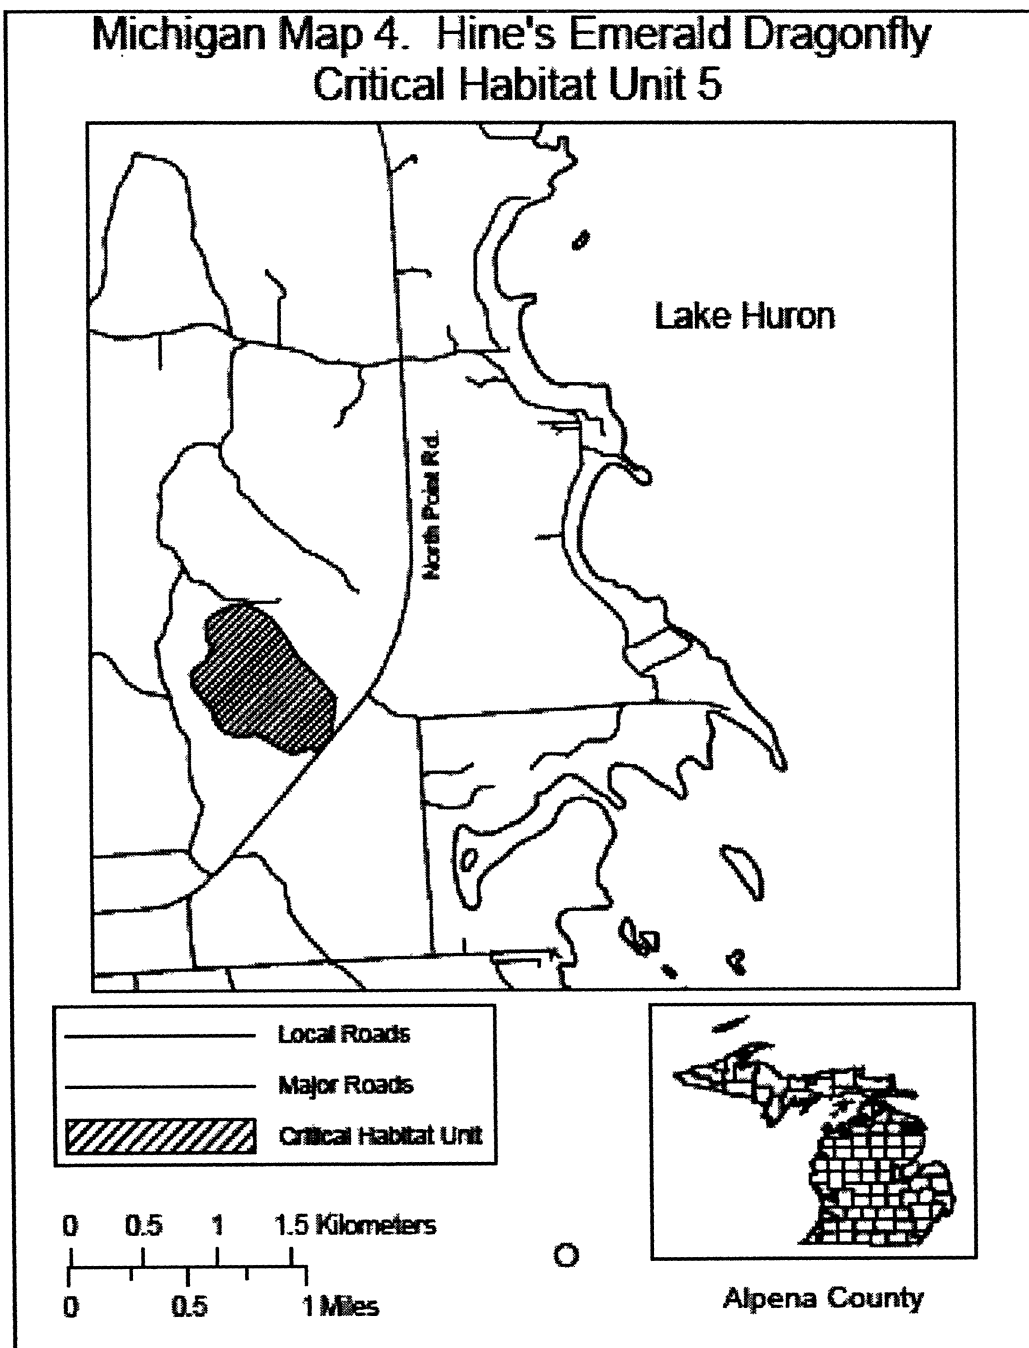 Michigan Map 4. Hine's Emerald Dragonfly
Critical Habitat Unit 5
Lake Huron
North Point Rd.
Local Roads
Major Roads
Critical Habitat Unit
0 0.5 1 1.5 Kilometers
0 0.5 1 Miles
Alpena County